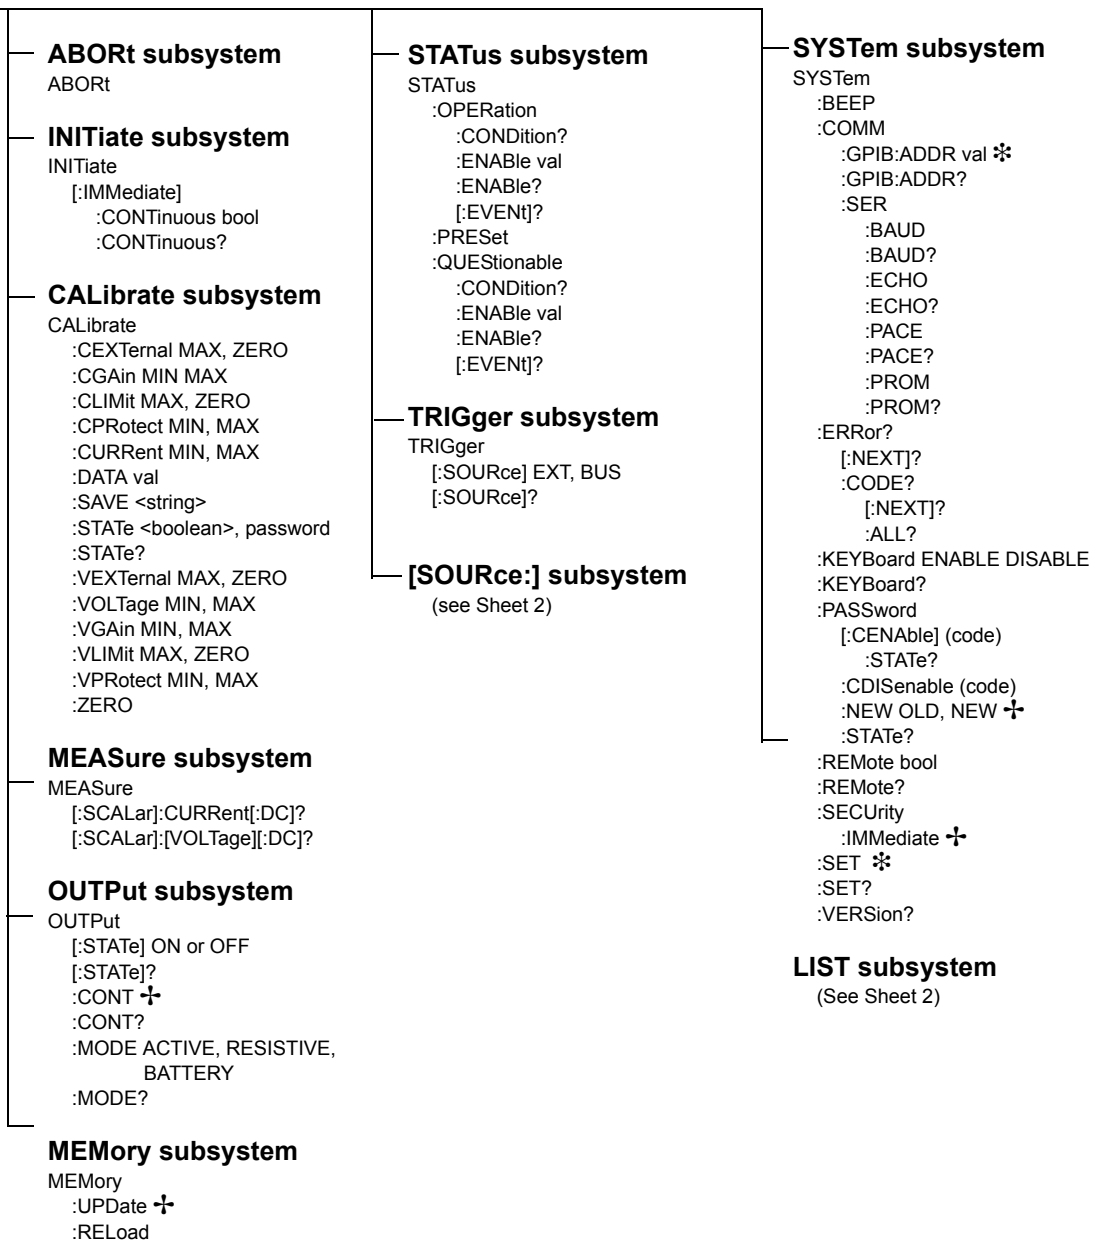 ABORt subsystem
ABORt
INITiate subsystem
INITiate
[:IMMediate]
:CONTinuous bool
:CONTinuous?
CALibrate subsystem
CALibrate
:CEXTernal MAX, ZERO
:CGAin MIN MAX
:CLIMit MAX, ZERO
:CPRotect MIN, MAX
:CURRent MIN, MAX
:DATA val
:SAVE <string>
:STATe <boolean>, password
:STATe?
:VEXTernal MAX, ZERO
:VOLTage MIN, MAX
:VGAin MIN, MAX
:VLIMit MAX, ZERO
:VPRotect MIN, MAX
:ZERO
MEASure subsystem
MEASure
[:SCALar]:CURRent[:DC]?
[:SCALar]:[VOLTage][:DC]?
OUTPut subsystem
OUTPut
[:STATe] ON or OFF
[:STATe]?
:CONT ✢
:CONT?
:MODE ACTIVE, RESISTIVE,
BATTERY
:MODE?
MEMory subsystem
MEMory
:UPDate ✢
:RELoad
STATus subsystem
STATus
:OPERation
:CONDition?
:ENABle val
:ENABle?
[:EVENt]?
:PRESet
:QUEStionable
:CONDition?
:ENABle val
:ENABle?
[:EVENt]?
TRIGger subsystem
TRIGger
[:SOURce] EXT, BUS
[:SOURce]?
[SOURce:] subsystem
(see Sheet 2)
SYSTem subsystem
SYSTem
:BEEP
:COMM
:GPIB:ADDR val ❇
:GPIB:ADDR?
:SER
:BAUD
:BAUD?
:ECHO
:ECHO?
:PACE
:PACE?
:PROM
:PROM?
:ERRor?
[:NEXT]?
:CODE?
[:NEXT]?
:ALL?
:KEYBoard ENABLE DISABLE
:KEYBoard?
:PASSword
[:CENAble] (code)
:STATe?
:CDISenable (code)
:NEW OLD, NEW ✢
:STATe?
:REMote bool
:REMote?
:SECUrity
:IMMediate ✢
:SET ❇
:SET?
:VERSion?
LIST subsystem
(See Sheet 2)